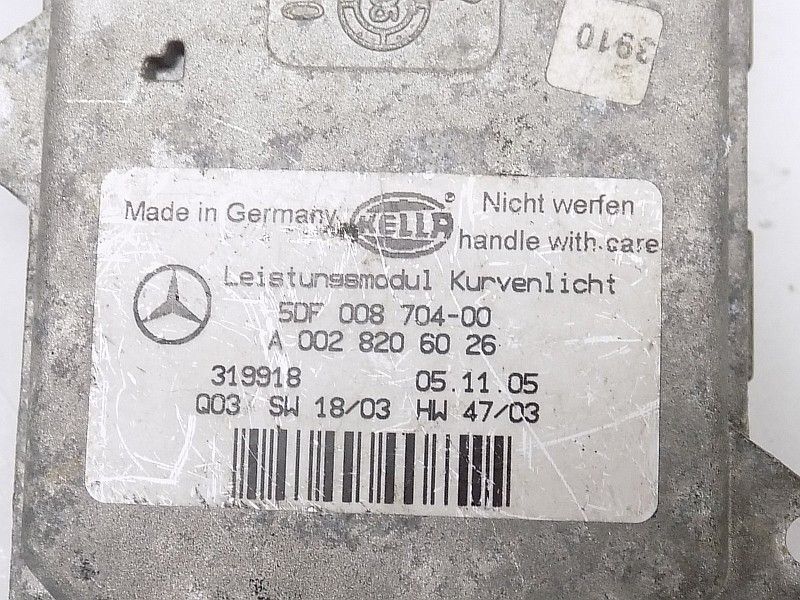 3910
Made in Germany HELLA ® Nicht werfen
handle with care
Leistungsmodul Kurvenlicht
5DF 008 704-00
A 002 820 60 26
319918 05.11.05
Q03 SW 18/03 HW 47/03